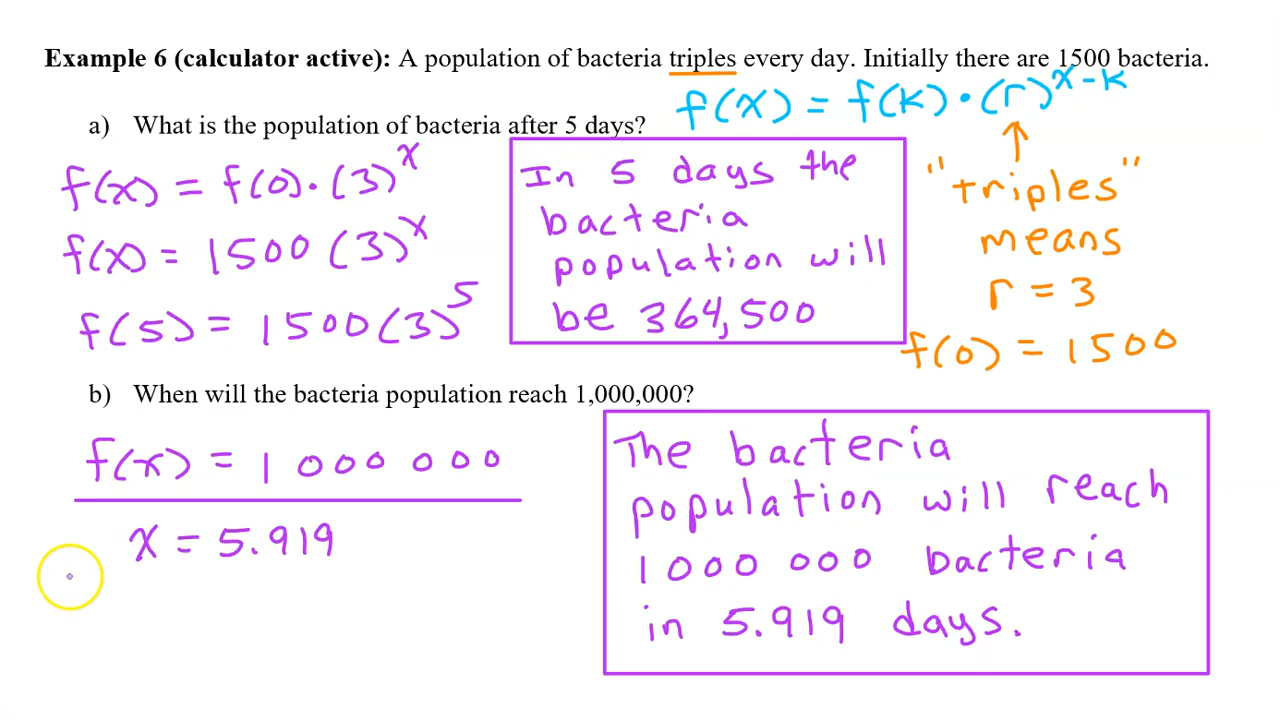 Example 6 (calculator active): A population of bacteria triples every day. Initially there are 1500 bacteria.
f(x) = f(k) · (r)^x-k
a) What is the population of bacteria after 5 days?
f(x) = f(0) · (3)^x
f(x) = 1500 (3)^x
f(5) = 1500 (3)^5
In 5 days the
bacteria
population will
be 364,500
"triples"
means
r = 3
f(0) = 1500
b) When will the bacteria population reach 1,000,000?
f(x) = 1 000 000
x = 5.919
The bacteria
population will reach
1 000 000 bacteria
in 5.919 days.